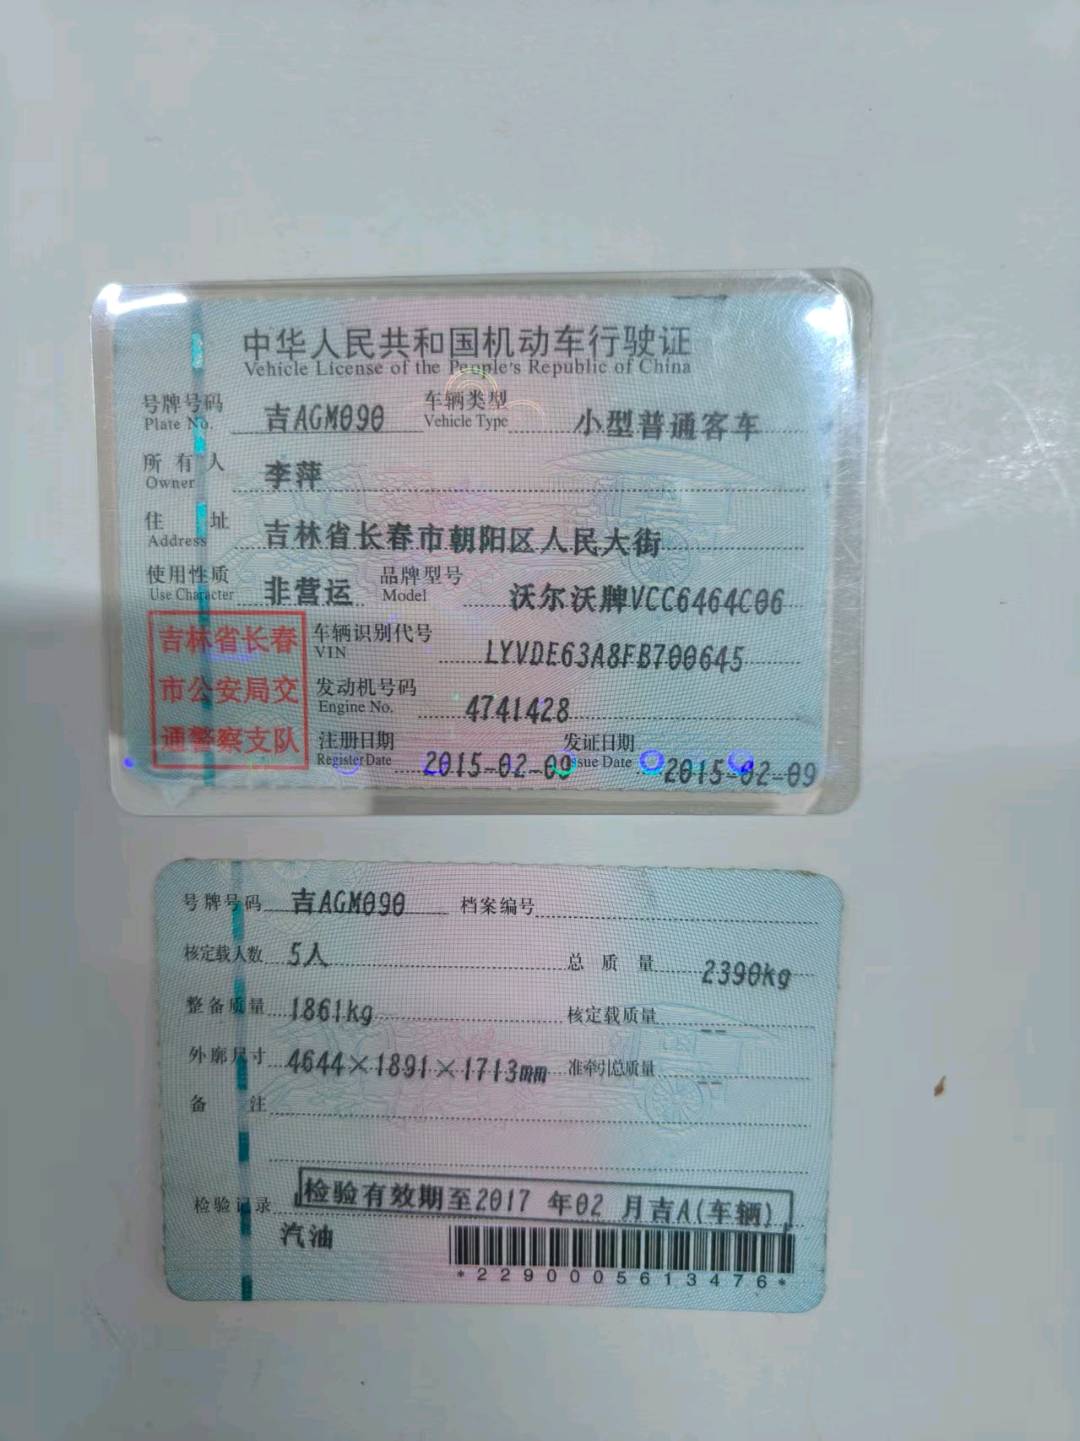 中华人民共和国机动车行驶证
Vehicle License of the People's Republic of China
号牌号码 吉AGM090 车辆类型 小型普通客车
Plate No. Vehicle Type
所有人 李萍
Owner
住址 吉林省长春市朝阳区人民大街
Address
使用性质 非营运 品牌型号 沃尔沃牌VCC6464C06
Use Character Model
吉林省长春
市公安局交
通警察支队
车辆识别代号 LYVDE63A8FB700645
VIN
发动机号码 4741428
Engine No.
注册日期 2015-02-09 发证日期 2015-02-09
Register Date Issue Date
号牌号码 吉AGM090 档案编号
核定载人数 5人 总质量 2390kg
整备质量 1861kg 核定载质量 --
外廓尺寸 4644×1891×1713mm 准牵引总质量 --
备注
检验记录 检验有效期至2017 年02 月吉A(车辆)
汽油
*2290005613476*